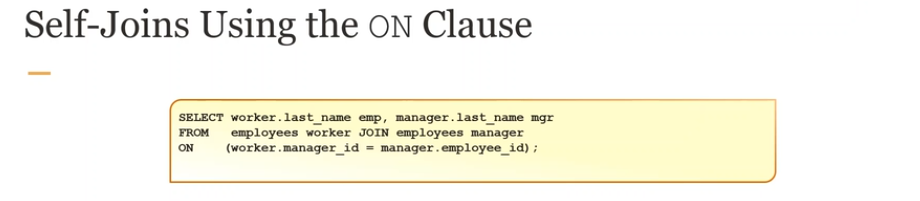 Self-Joins Using the ON Clause
SELECT worker.last_name emp, manager.last_name mgr
FROM   employees worker JOIN employees manager
ON    (worker.manager_id = manager.employee_id);